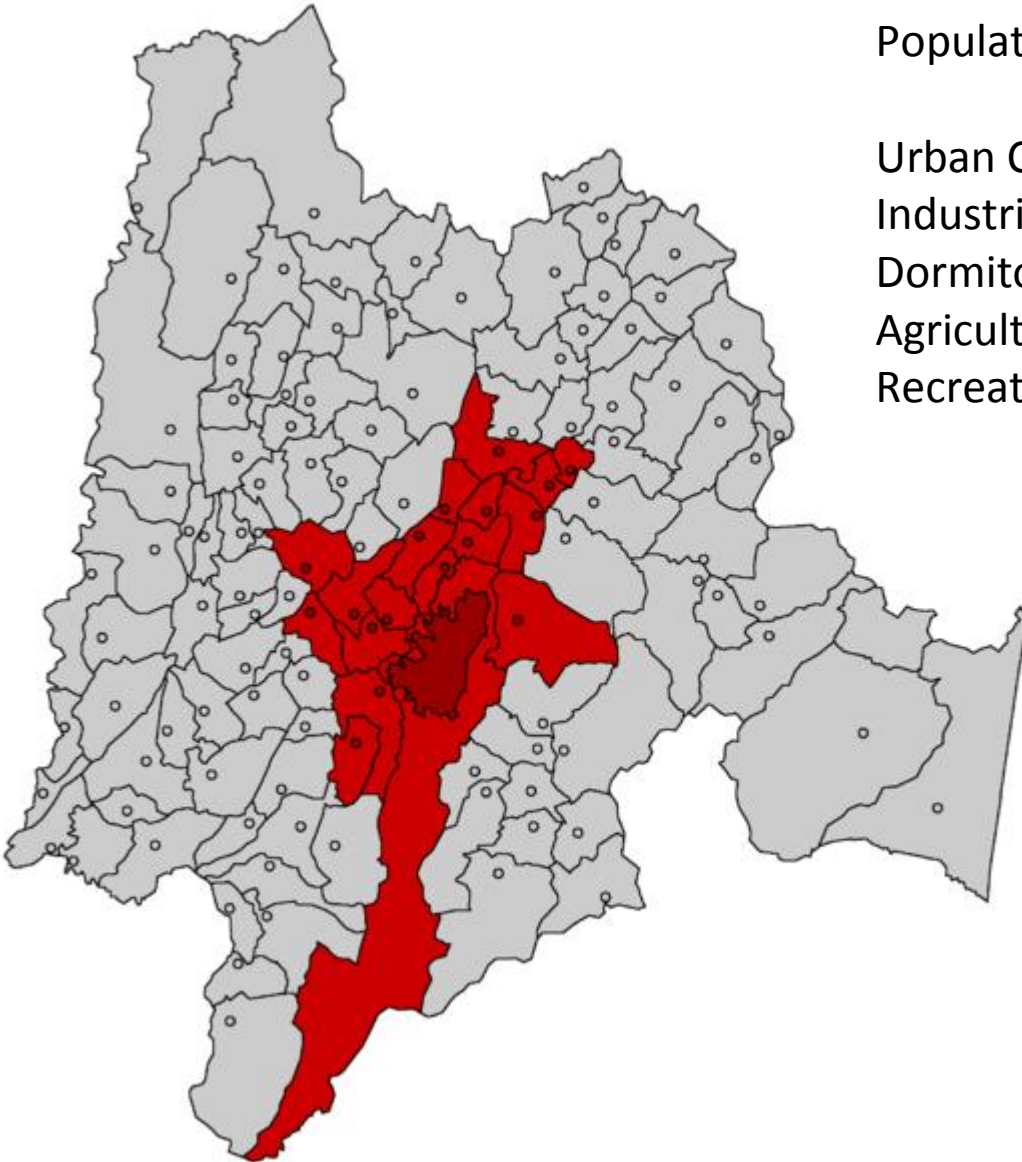 Populat
Urban C
Industri
Dormito
Agricult
Recreat